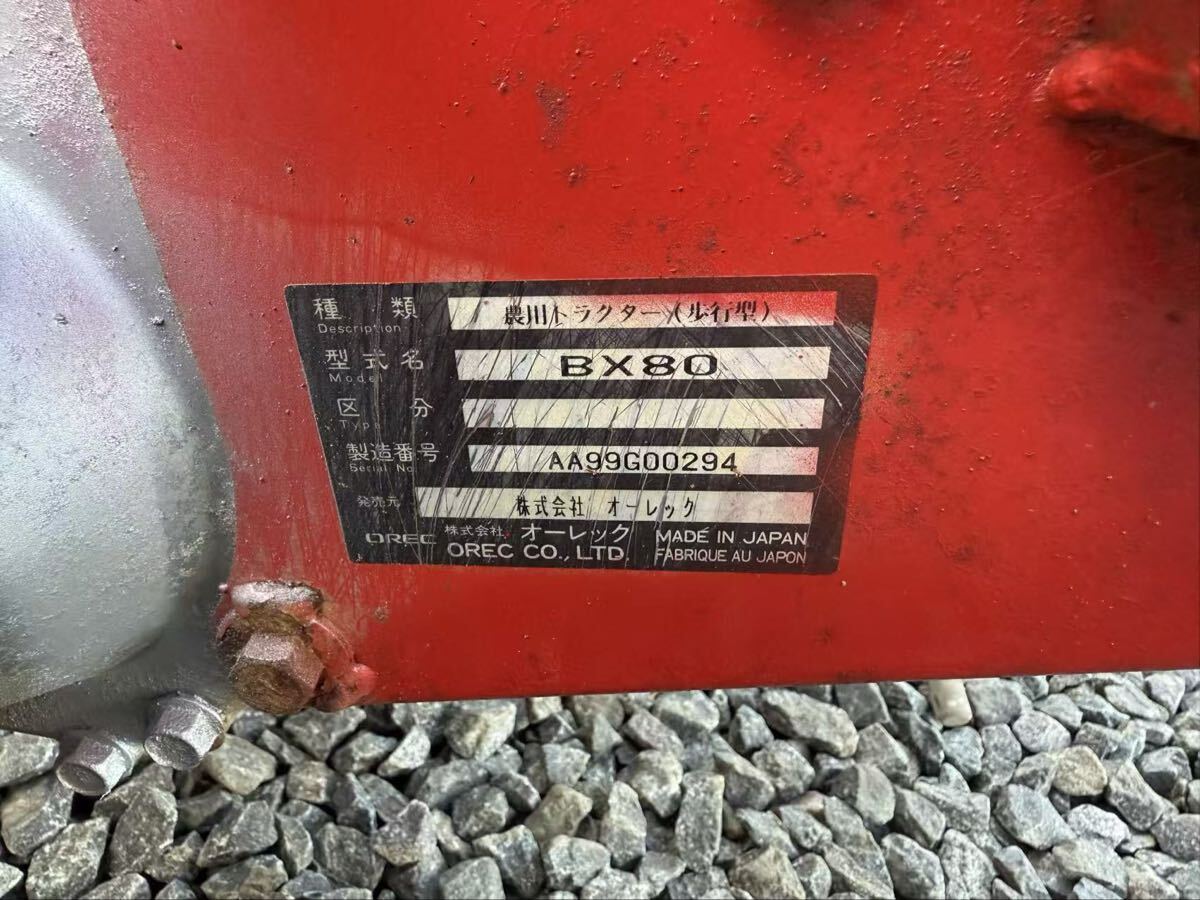 種類 農用トラクター(歩行型)
Description
型式名 BX80
Model
区分
Type
製造番号 AA99G00294
Serial No.
発売元 株式会社 オーレック
OREC 株式会社 オーレック MADE IN JAPAN
OREC CO., LTD. FABRIQUE AU JAPON